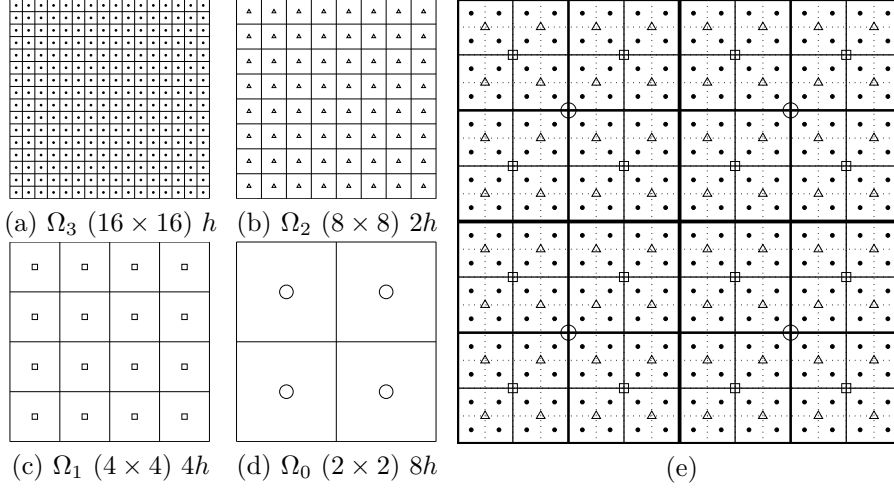 (a) Ω₃ (16 × 16) h
(b) Ω₂ (8 × 8) 2h
(c) Ω₁ (4 × 4) 4h
(d) Ω₀ (2 × 2) 8h
(e)